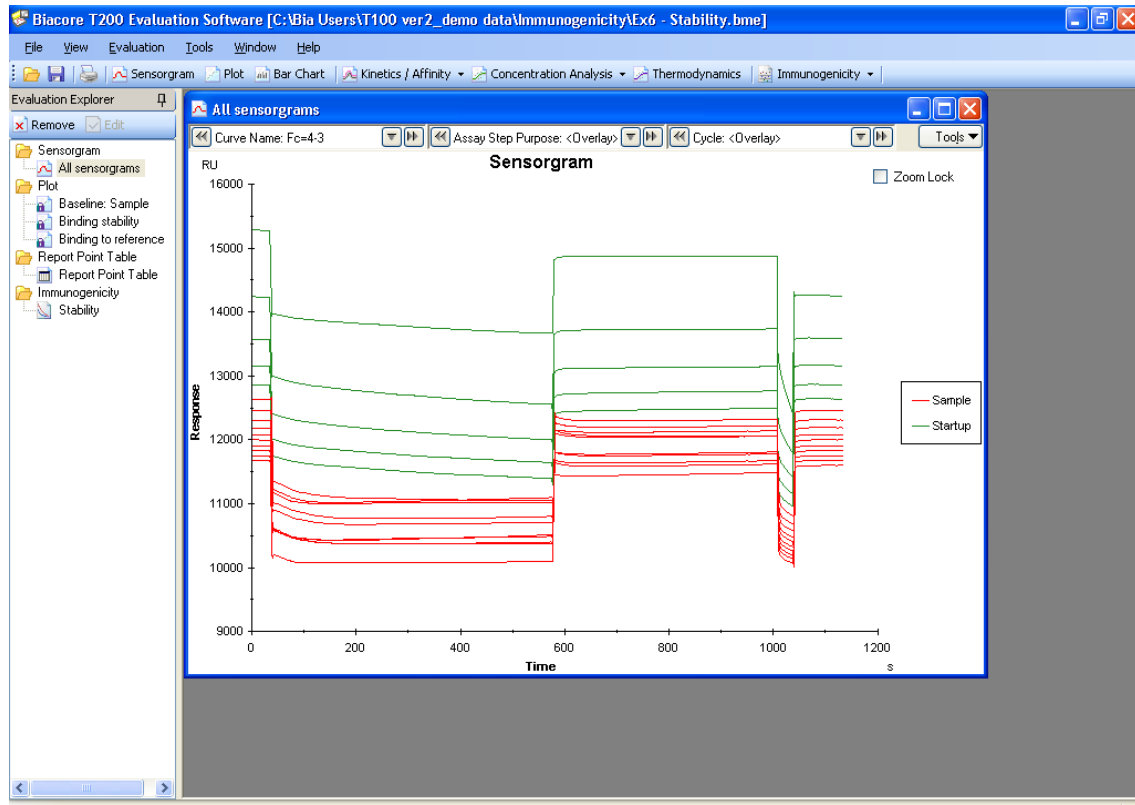 Biacore T200 Evaluation Software [C:\Bia Users\T100 ver2_demo data\Immunogenicity\Ex6 - Stability.bme]
File View Evaluation Tools Window Help
Sensorgram Plot Bar Chart Kinetics / Affinity Concentration Analysis Thermodynamics Immunogenicity
Evaluation Explorer
Remove Edit
Sensorgram
All sensorgrams
Plot
Baseline: Sample
Binding stability
Binding to reference
Report Point Table
Report Point Table
Immunogenicity
Stability
All sensorgrams
Curve Name: Fc=4-3 Assay Step Purpose: <Overlay> Cycle: <Overlay> Tools
Sensorgram
RU
Zoom Lock
16000
15000
14000
13000
12000
11000
10000
9000
Response
0 200 400 600 800 1000 1200
Time
s
Sample
Startup